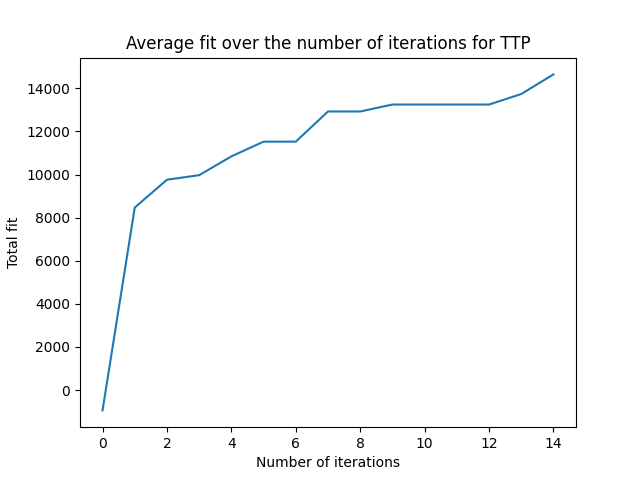 Average fit over the number of iterations for TTP
14000
12000
10000
8000
6000
4000
2000
0
Total fit
0 2 4 6 8 10 12 14
Number of iterations